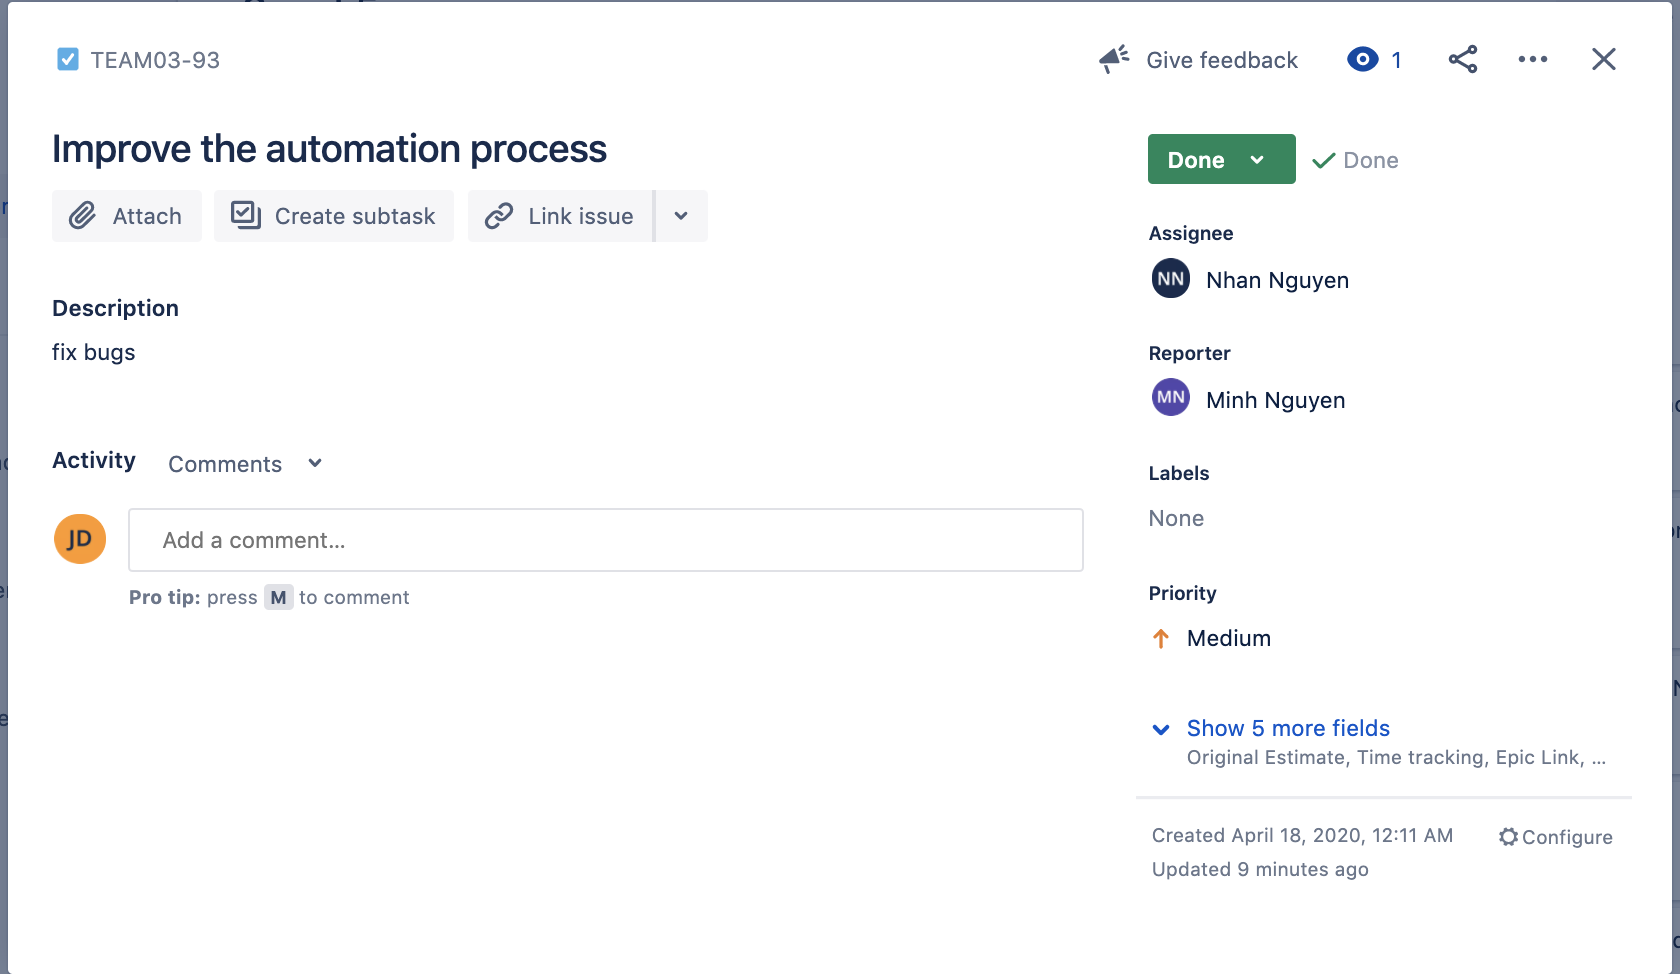 TEAM03-93
Give feedback
1
Improve the automation process
Attach
Create subtask
Link issue
Description
fix bugs
Activity
Comments
JD
Add a comment...
Pro tip: press M to comment
Done
Done
Assignee
NN
Nhan Nguyen
Reporter
MN
Minh Nguyen
Labels
None
Priority
Medium
Show 5 more fields
Original Estimate, Time tracking, Epic Link, ...
Created April 18, 2020, 12:11 AM
Configure
Updated 9 minutes ago